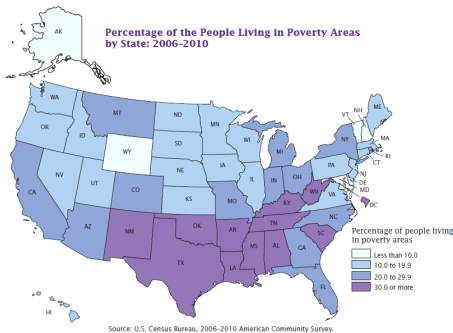 Percentage of the People Living in Poverty Areas
by State: 2006-2010
AK
WA
MT
ND
MN
VT
NH
ME
OR
ID
SD
WI
MI
NY
MA
RI
CT
WY
IA
PA
NJ
NV
NE
IL
IN
OH
DE
MD
UT
CO
KS
MO
KY
WV
VA
DC
CA
AZ
NM
OK
AR
TN
NC
SC
TX
LA
MS
AL
GA
FL
HI
Percentage of people living
in poverty areas
Less than 10.0
10.0 to 19.9
20.0 to 29.9
30.0 or more
Source: U.S. Census Bureau, 2006-2010 American Community Survey.